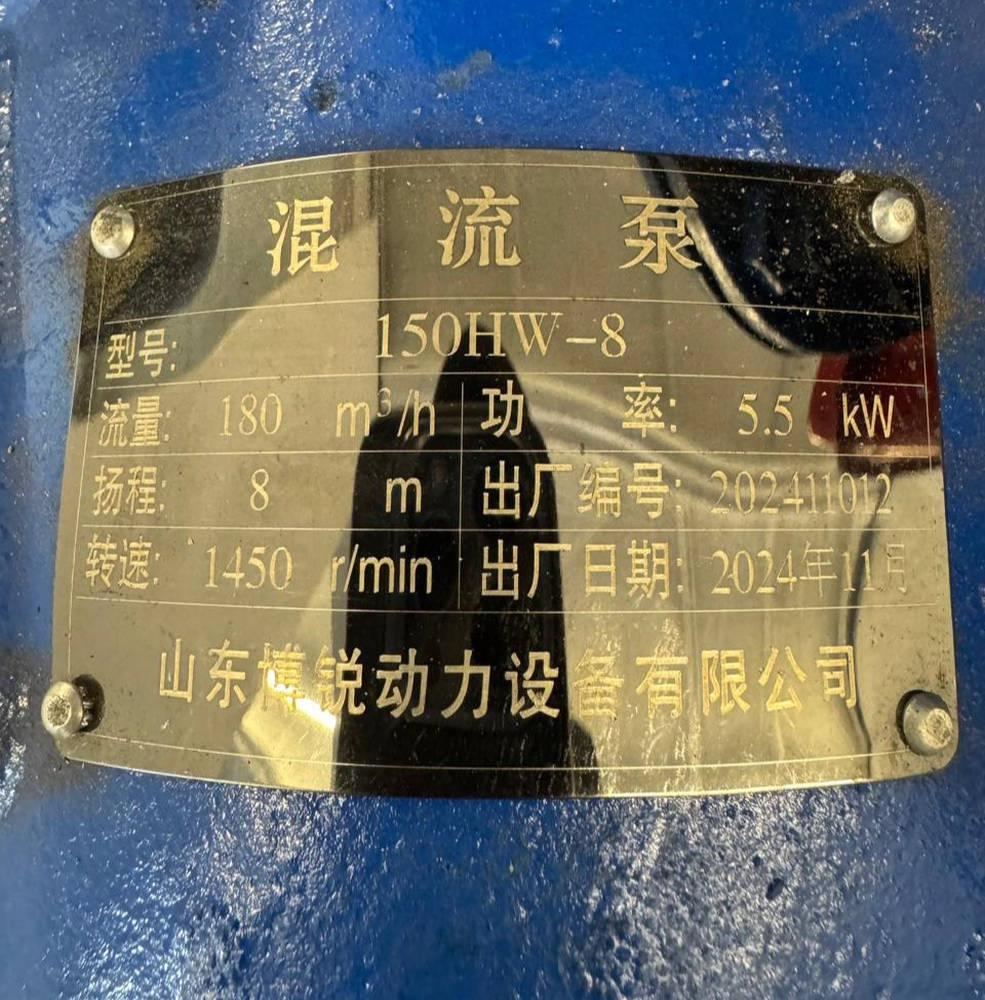 混流泵
型号: 150HW-8
流量: 180 m³/h 功率: 5.5 kW
扬程: 8 m 出厂编号: 202411012
转速: 1450 r/min 出厂日期: 2024年11月
山东博锐动力设备有限公司